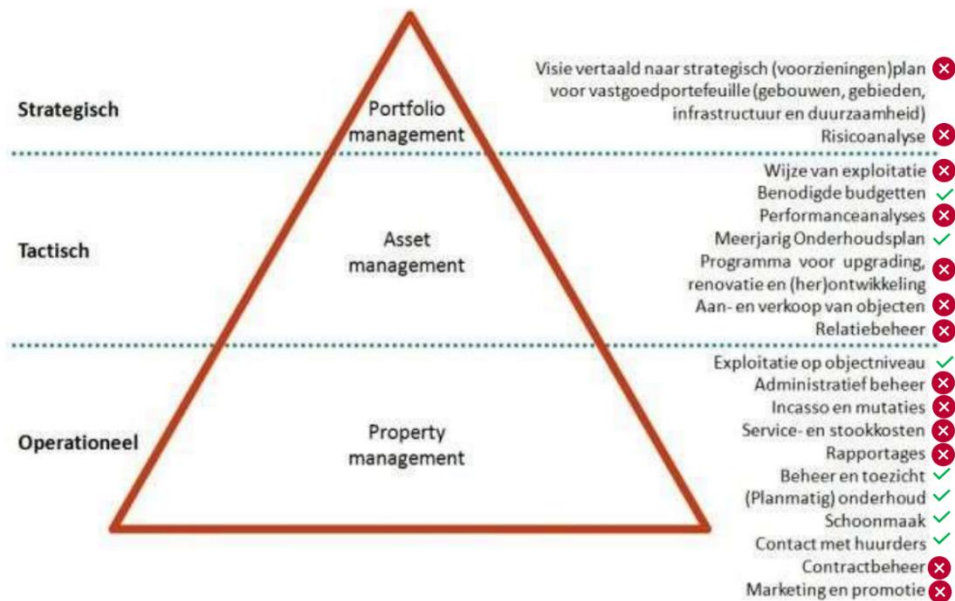 Strategisch
Portfolio
management
Visie vertaald naar strategisch (voorzieningen)plan
voor vastgoedportefeuille (gebouwen, gebieden,
infrastructuur en duurzaamheid)
Risicoanalyse
Tactisch
Asset
management
Wijze van exploitatie
Benodigde budgetten
Performanceanalyses
Meerjarig Onderhoudsplan
Programma voor upgrading,
renovatie en (her)ontwikkeling
Aan- en verkoop van objecten
Relatiebeheer
Operationeel
Property
management
Exploitatie op objectniveau
Administratief beheer
Incasso en mutaties
Service- en stookkosten
Rapportages
Beheer en toezicht
(Planmatig) onderhoud
Schoonmaak
Contact met huurders
Contractbeheer
Marketing en promotie